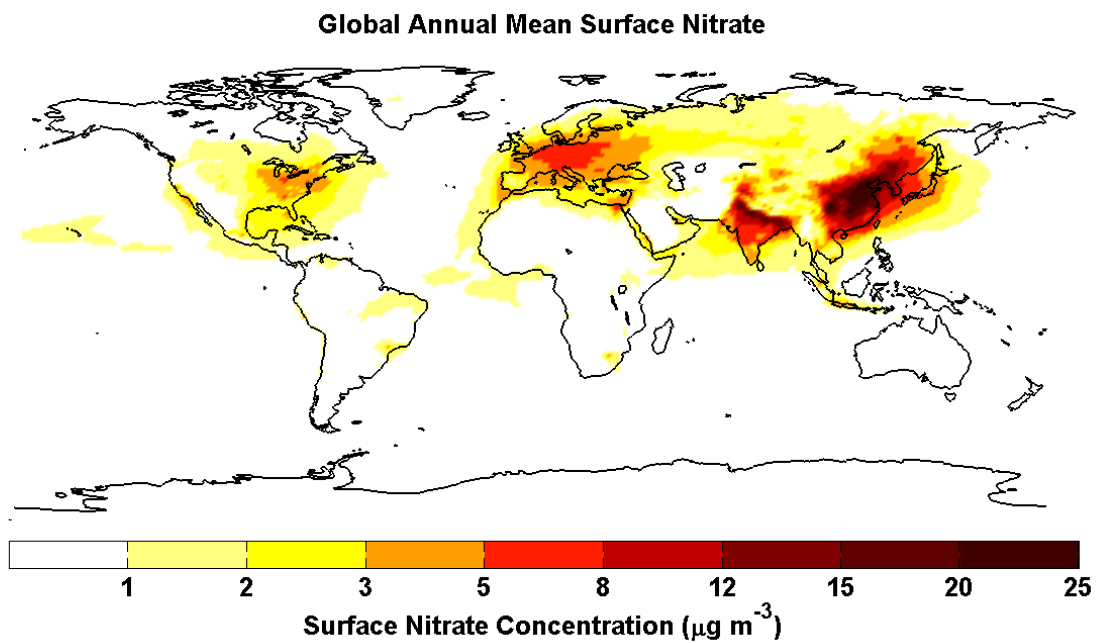 Global Annual Mean Surface Nitrate
1 2 3 5 8 12 15 20 25
Surface Nitrate Concentration (μg m⁻³)